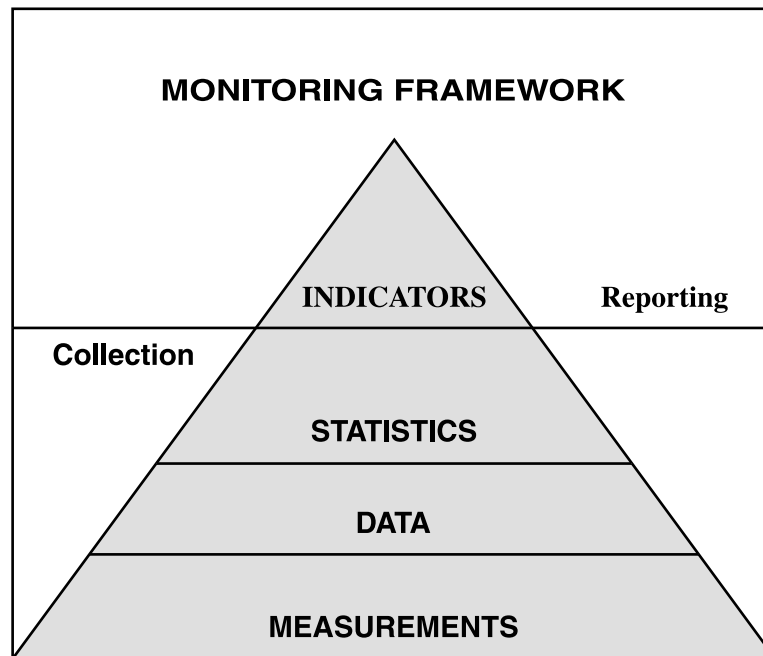 MONITORING FRAMEWORK
INDICATORS
Reporting
Collection
STATISTICS
DATA
MEASUREMENTS